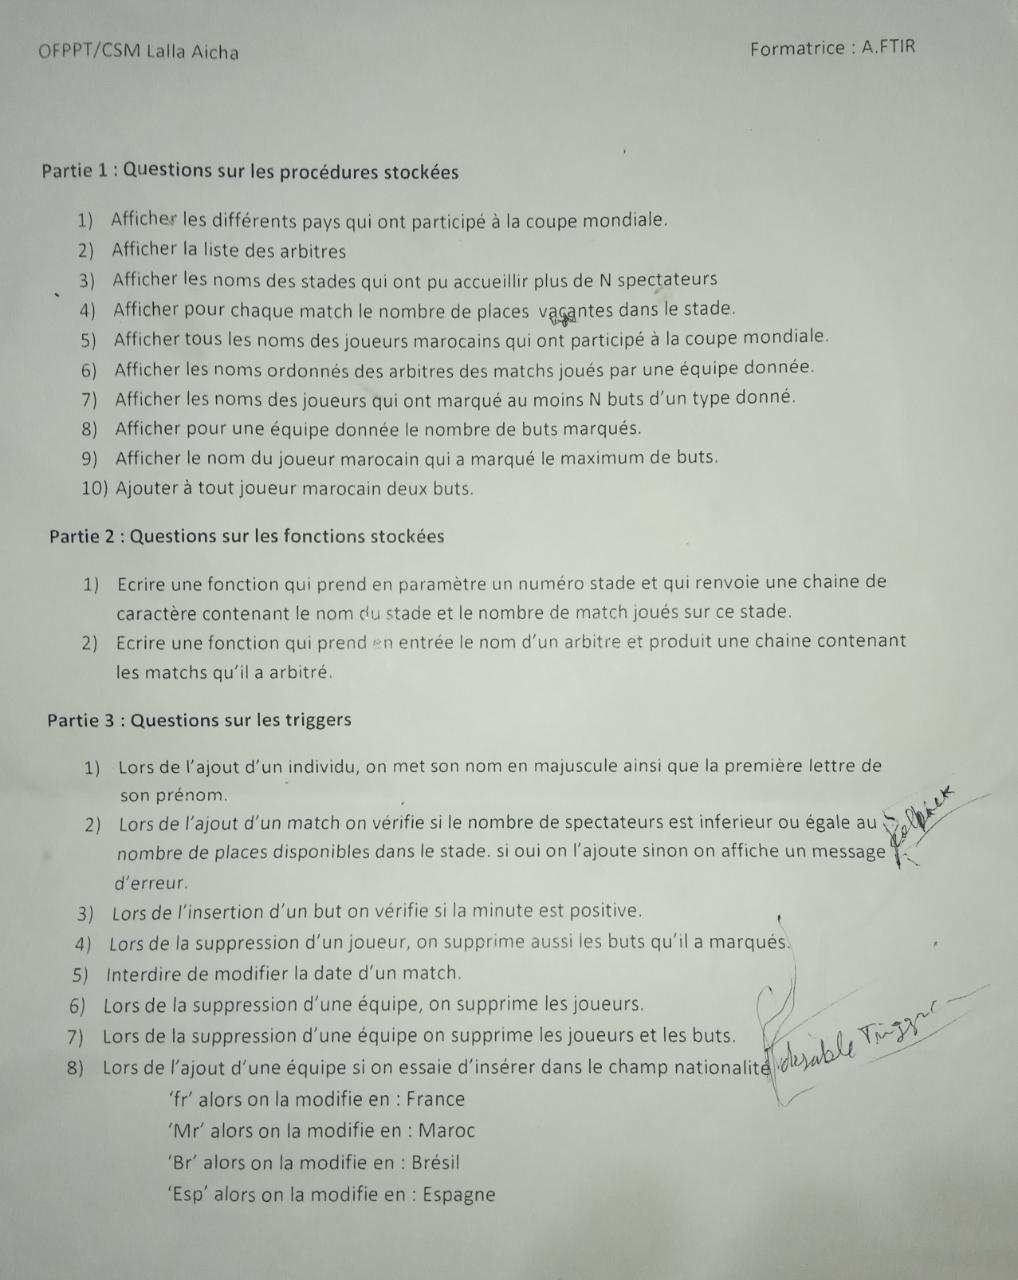 OFPPT/CSM Lalla Aicha
Formatrice : A.FTIR
Partie 1 : Questions sur les procédures stockées
1) Afficher les différents pays qui ont participé à la coupe mondiale.
2) Afficher la liste des arbitres
3) Afficher les noms des stades qui ont pu accueillir plus de N spectateurs
4) Afficher pour chaque match le nombre de places vacantes dans le stade.
5) Afficher tous les noms des joueurs marocains qui ont participé à la coupe mondiale.
6) Afficher les noms ordonnés des arbitres des matchs joués par une équipe donnée.
7) Afficher les noms des joueurs qui ont marqué au moins N buts d'un type donné.
8) Afficher pour une équipe donnée le nombre de buts marqués.
9) Afficher le nom du joueur marocain qui a marqué le maximum de buts.
10) Ajouter à tout joueur marocain deux buts.
Partie 2 : Questions sur les fonctions stockées
1) Ecrire une fonction qui prend en paramètre un numéro stade et qui renvoie une chaine de
caractère contenant le nom du stade et le nombre de match joués sur ce stade.
2) Ecrire une fonction qui prend en entrée le nom d'un arbitre et produit une chaine contenant
les matchs qu'il a arbitré.
Partie 3 : Questions sur les triggers
1) Lors de l'ajout d'un individu, on met son nom en majuscule ainsi que la première lettre de
son prénom.
2) Lors de l'ajout d'un match on vérifie si le nombre de spectateurs est inferieur ou égale au
nombre de places disponibles dans le stade. si oui on l'ajoute sinon on affiche un message
d'erreur.
3) Lors de l'insertion d'un but on vérifie si la minute est positive.
4) Lors de la suppression d'un joueur, on supprime aussi les buts qu'il a marqués.
5) Interdire de modifier la date d'un match.
6) Lors de la suppression d'une équipe, on supprime les joueurs.
7) Lors de la suppression d'une équipe on supprime les joueurs et les buts.
8) Lors de l'ajout d'une équipe si on essaie d'insérer dans le champ nationalité
Trigger
'fr' alors on la modifie en : France
'Mr' alors on la modifie en : Maroc
'Br' alors on la modifie en : Brésil
'Esp' alors on la modifie en : Espagne